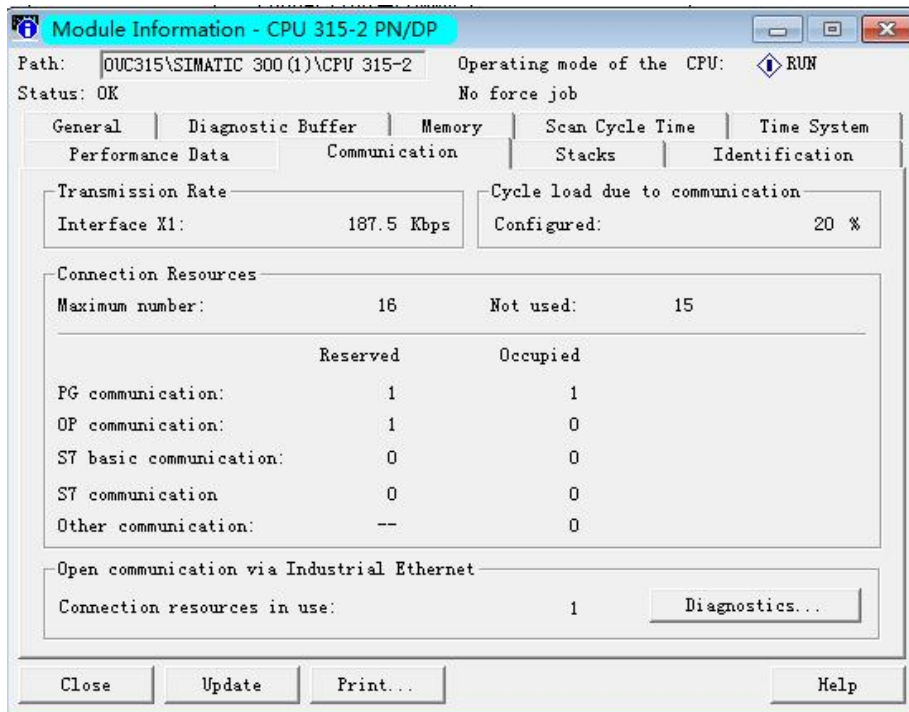 Module Information - CPU 315-2 PN/DP
Path: OUC315\SIMATIC 300(1)\CPU 315-2 Operating mode of the CPU: RUN
Status: OK No force job
General Diagnostic Buffer Memory Scan Cycle Time Time System
Performance Data Communication Stacks Identification
Transmission Rate Cycle load due to communication
Interface X1: 187.5 Kbps Configured: 20 %
Connection Resources
Maximum number: 16 Not used: 15
Reserved Occupied
PG communication: 1 1
OP communication: 1 0
S7 basic communication: 0 0
S7 communication 0 0
Other communication: -- 0
Open communication via Industrial Ethernet
Connection resources in use: 1 Diagnostics...
Close Update Print... Help